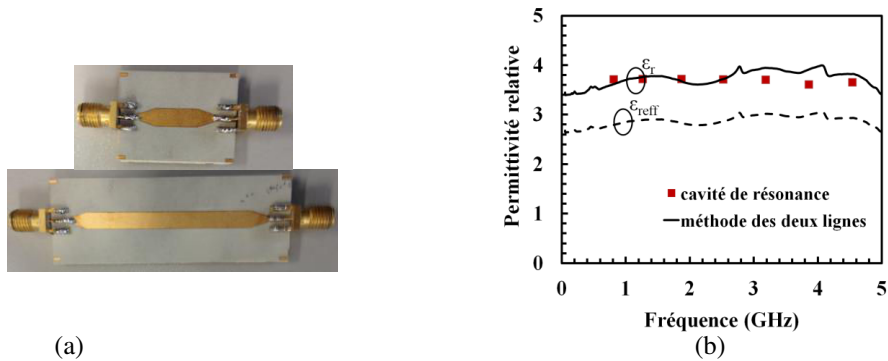 5
4
3
2
1
0
Permittivité relative
εr
εreff
cavité de résonance
méthode des deux lignes
0 1 2 3 4 5
Fréquence (GHz)
(a) (b)